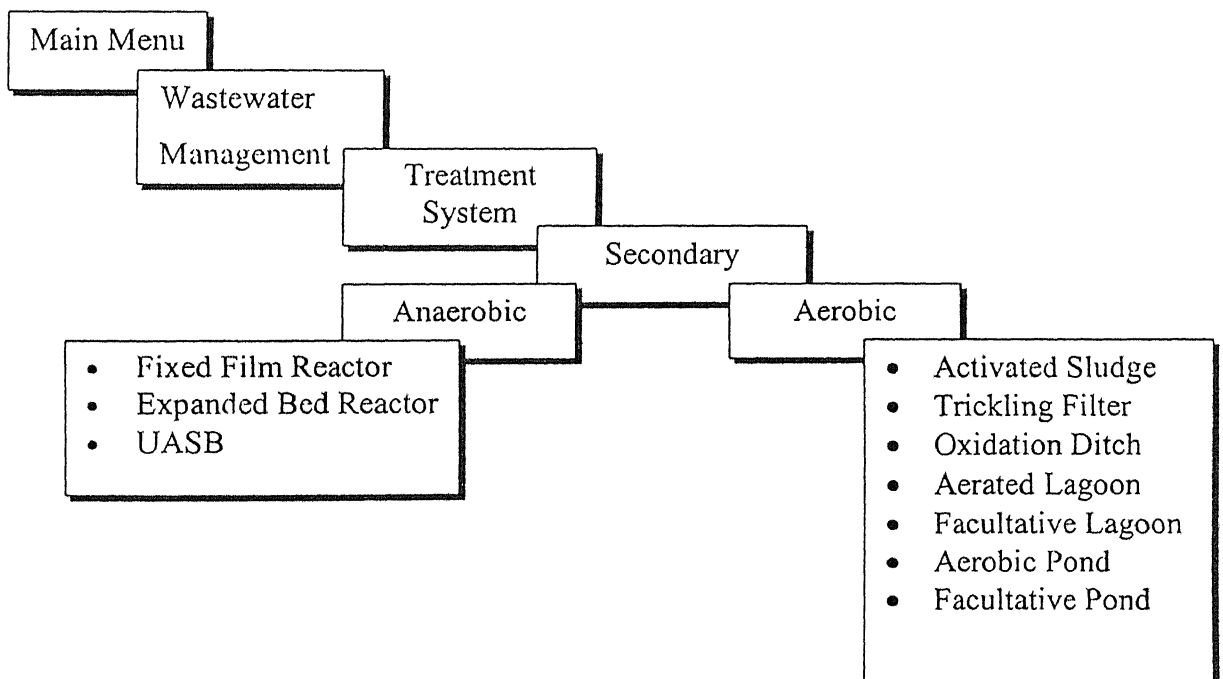 Main Menu
Wastewater
Management
Treatment
System
Secondary
Anaerobic
Aerobic
• Fixed Film Reactor
• Expanded Bed Reactor
• UASB
• Activated Sludge
• Trickling Filter
• Oxidation Ditch
• Aerated Lagoon
• Facultative Lagoon
• Aerobic Pond
• Facultative Pond